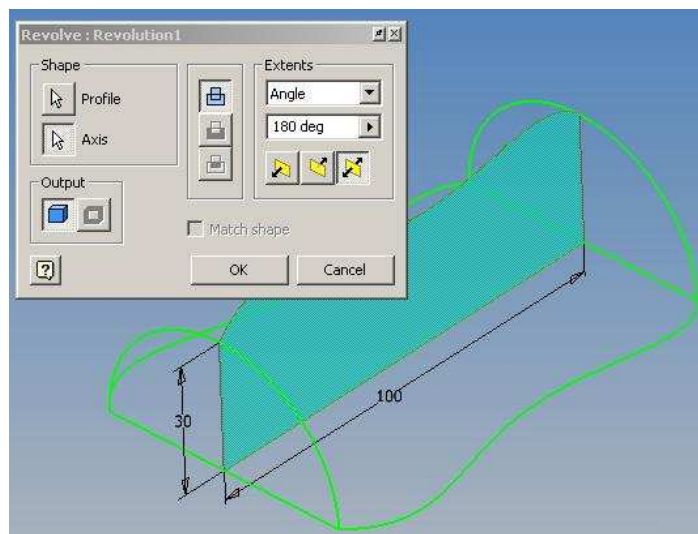 Revolve : Revolution1
Shape
Profile
Axis
Output
Extents
Angle
180 deg
Match shape
?
OK
Cancel
30
100